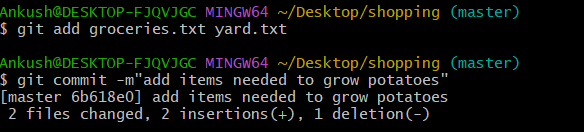 Ankush@DESKTOP-FJQVJGC MINGW64 ~/Desktop/shopping (master)
$ git add groceries.txt yard.txt
Ankush@DESKTOP-FJQVJGC MINGW64 ~/Desktop/shopping (master)
$ git commit -m"add items needed to grow potatoes"
[master 6b618e0] add items needed to grow potatoes
 2 files changed, 2 insertions(+), 1 deletion(-)